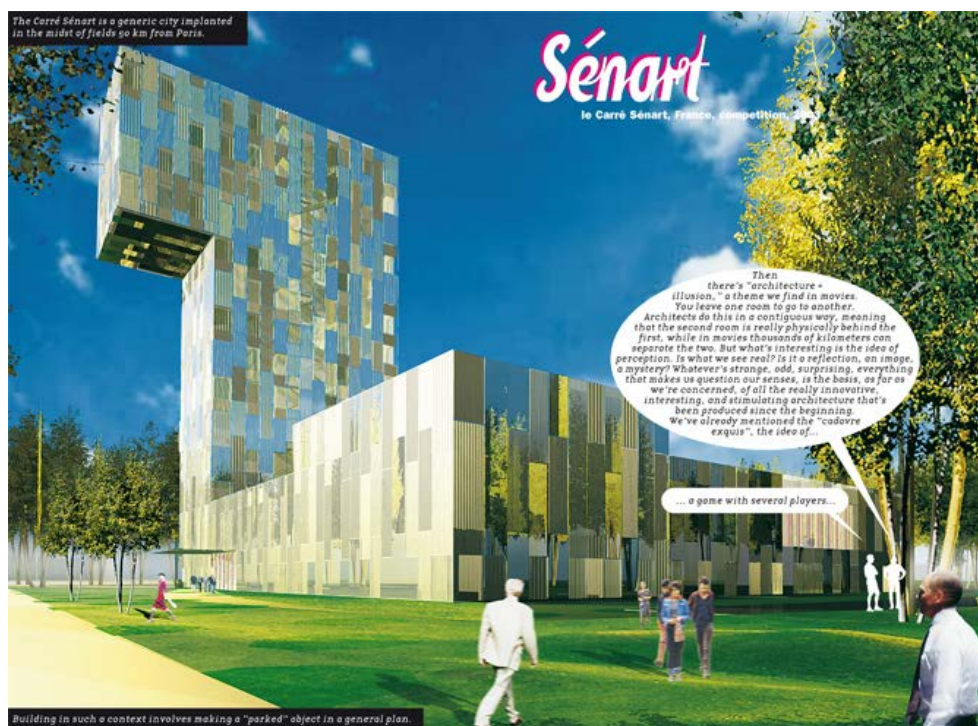 The Carré Sénart is a generic city implanted
in the midst of fields 50 km from Paris.
Sénart
le Carré Sénart, France, competition, 2003
Then
there's "architecture +
illusion," a theme we find in movies.
You leave one room to go to another.
Architects do this in a contiguous way, meaning
that the second room is really physically behind the
first, while in movies thousands of kilometers can
separate the two. But what's interesting is the idea of
perception. Is what we see real? Is it a reflection, an image,
a mystery? Whatever's strange, odd, surprising, everything
that makes us question our senses, is the basis, as far as
we're concerned, of all the really innovative,
interesting, and stimulating architecture that's
been produced since the beginning.
We've already mentioned the "cadavre
exquis", the idea of...
... a game with several players...
Building in such a context involves making a "parked" object in a general plan.